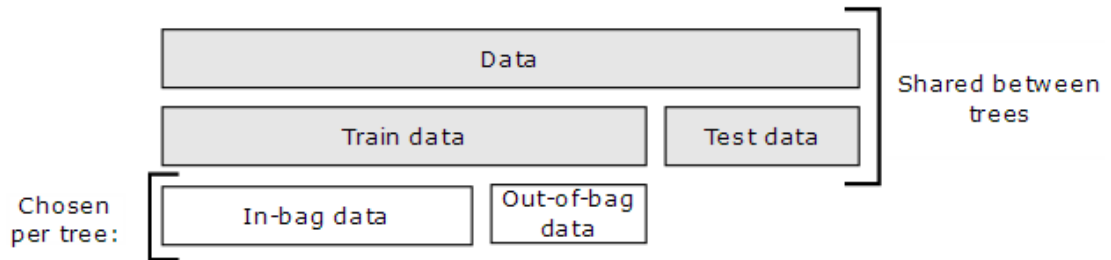 Data
Shared between
trees
Train data
Test data
Chosen
per tree:
In-bag data
Out-of-bag
data